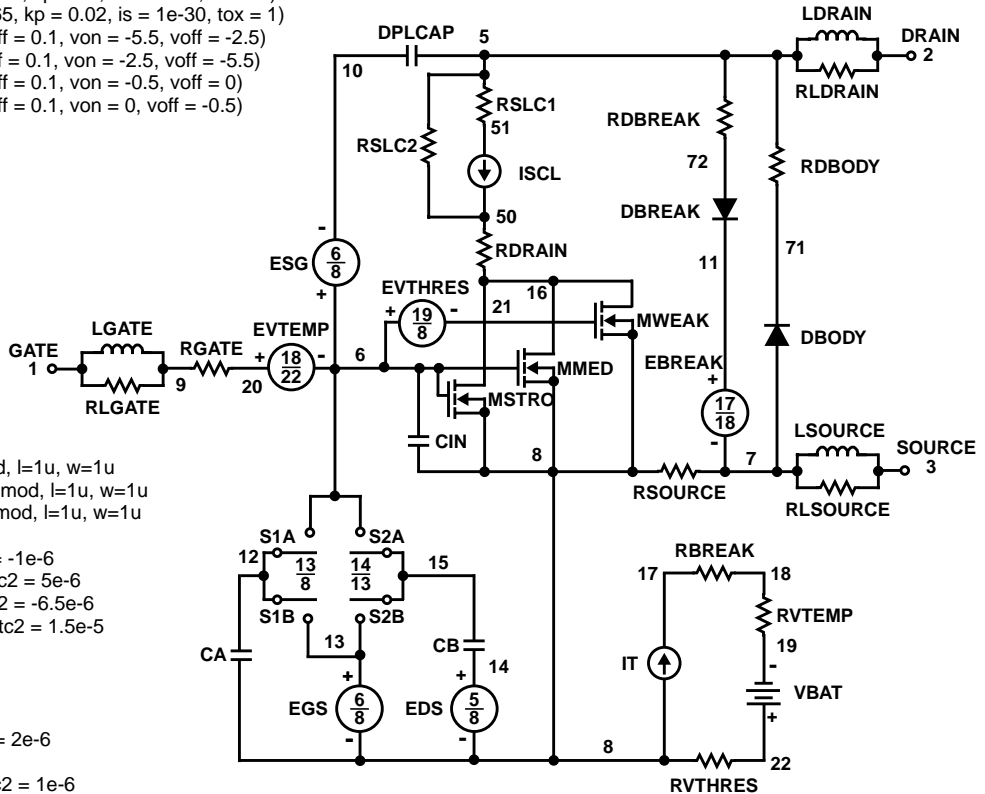 65, kp = 0.02, is = 1e-30, tox = 1)
ff = 0.1, von = -5.5, voff = -2.5)
f = 0.1, von = -2.5, voff = -5.5)
ff = 0.1, von = -0.5, voff = 0)
ff = 0.1, von = 0, voff = -0.5)
LDRAIN
DPLCAP 5 DRAIN
10 2
RLDRAIN
RSLC1
51
RDBREAK
RSLC2
72
RDBODY
ISCL
DBREAK
50
-
RDRAIN
71
ESG 6 8
11
+
EVTHRES
16
+ 19 8 -
21
MWEAK
LGATE
EVTEMP
DBODY
GATE
1
RGATE
+ 18 22 -
6
MMED
EBREAK
+
9 20
RLGATE
MSTRO
17 18
-
CIN
LSOURCE
SOURCE
8 7 3
RSOURCE
RLSOURCE
d, l=1u, w=1u
mod, l=1u, w=1u
mod, l=1u, w=1u
= -1e-6
c2 = 5e-6
2 = -6.5e-6
tc2 = 1.5e-5
= 2e-6
c2 = 1e-6
S1A S2A
12 13 8 14 13 15
S1B S2B
13
CA
CB
14
+ +
EGS 6 8 EDS 5 8
- -
RBREAK
17 18
RVTEMP
19
IT
-
VBAT
+
8
22
RVTHRES